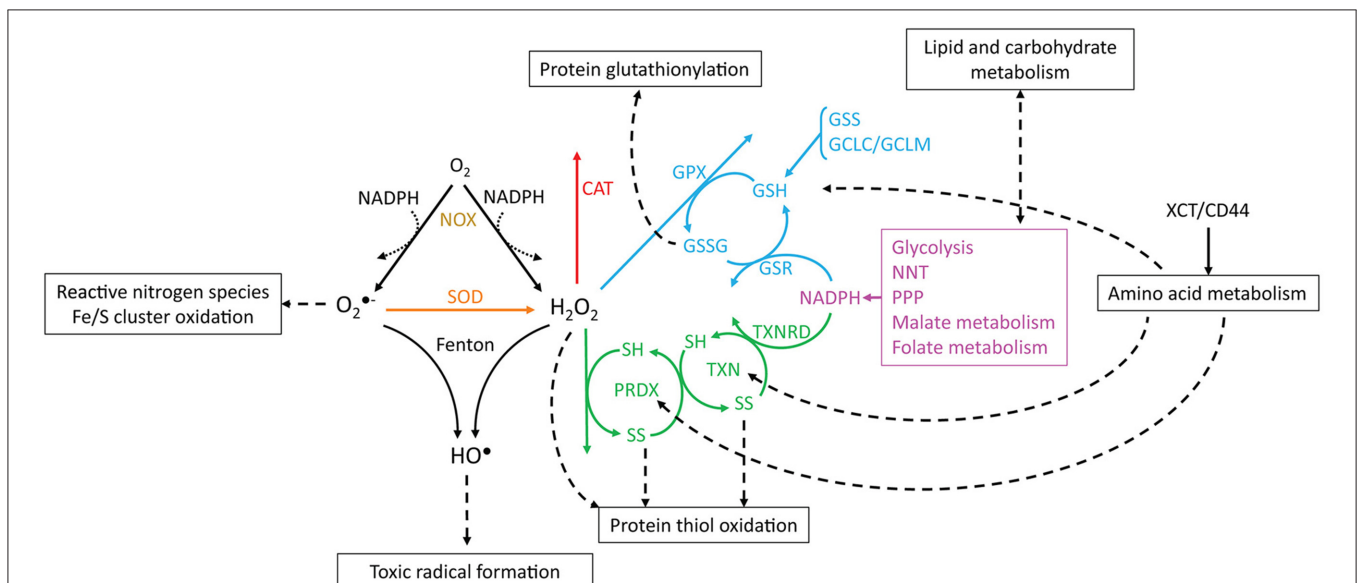 Lipid and carbohydrate
metabolism
Protein glutathionylation
GSS
GCLC/GCLM
O₂
NADPH
NADPH
NOX
CAT
GPX
GSH
XCT/CD44
GSSG
GSR
Glycolysis
NNT
PPP
Malate metabolism
Folate metabolism
NADPH
Amino acid metabolism
Reactive nitrogen species
Fe/S cluster oxidation
O₂•-
SOD
H₂O₂
Fenton
TXNRD
SH
SH
TXN
PRDX
SS
SS
HO•
Protein thiol oxidation
Toxic radical formation